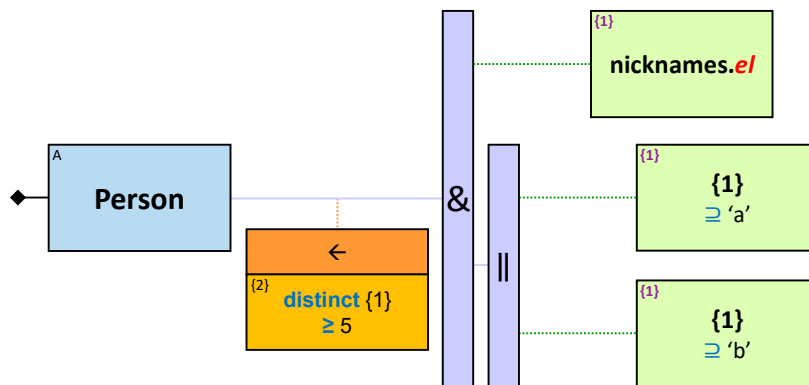 {1}
nicknames.el
A
Person
&
{1}
{1}
⊇ ‘a’
←
{2}
distinct {1}
≥ 5
||
{1}
{1}
⊇ ‘b’